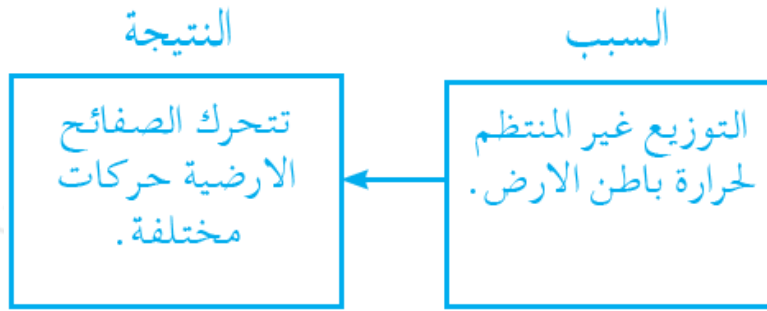 السبب
التوزيع غير المنتظم
لحرارة باطن الارض.
النتيجة
تتحرك الصفائح
الارضية حركات
مختلفة.